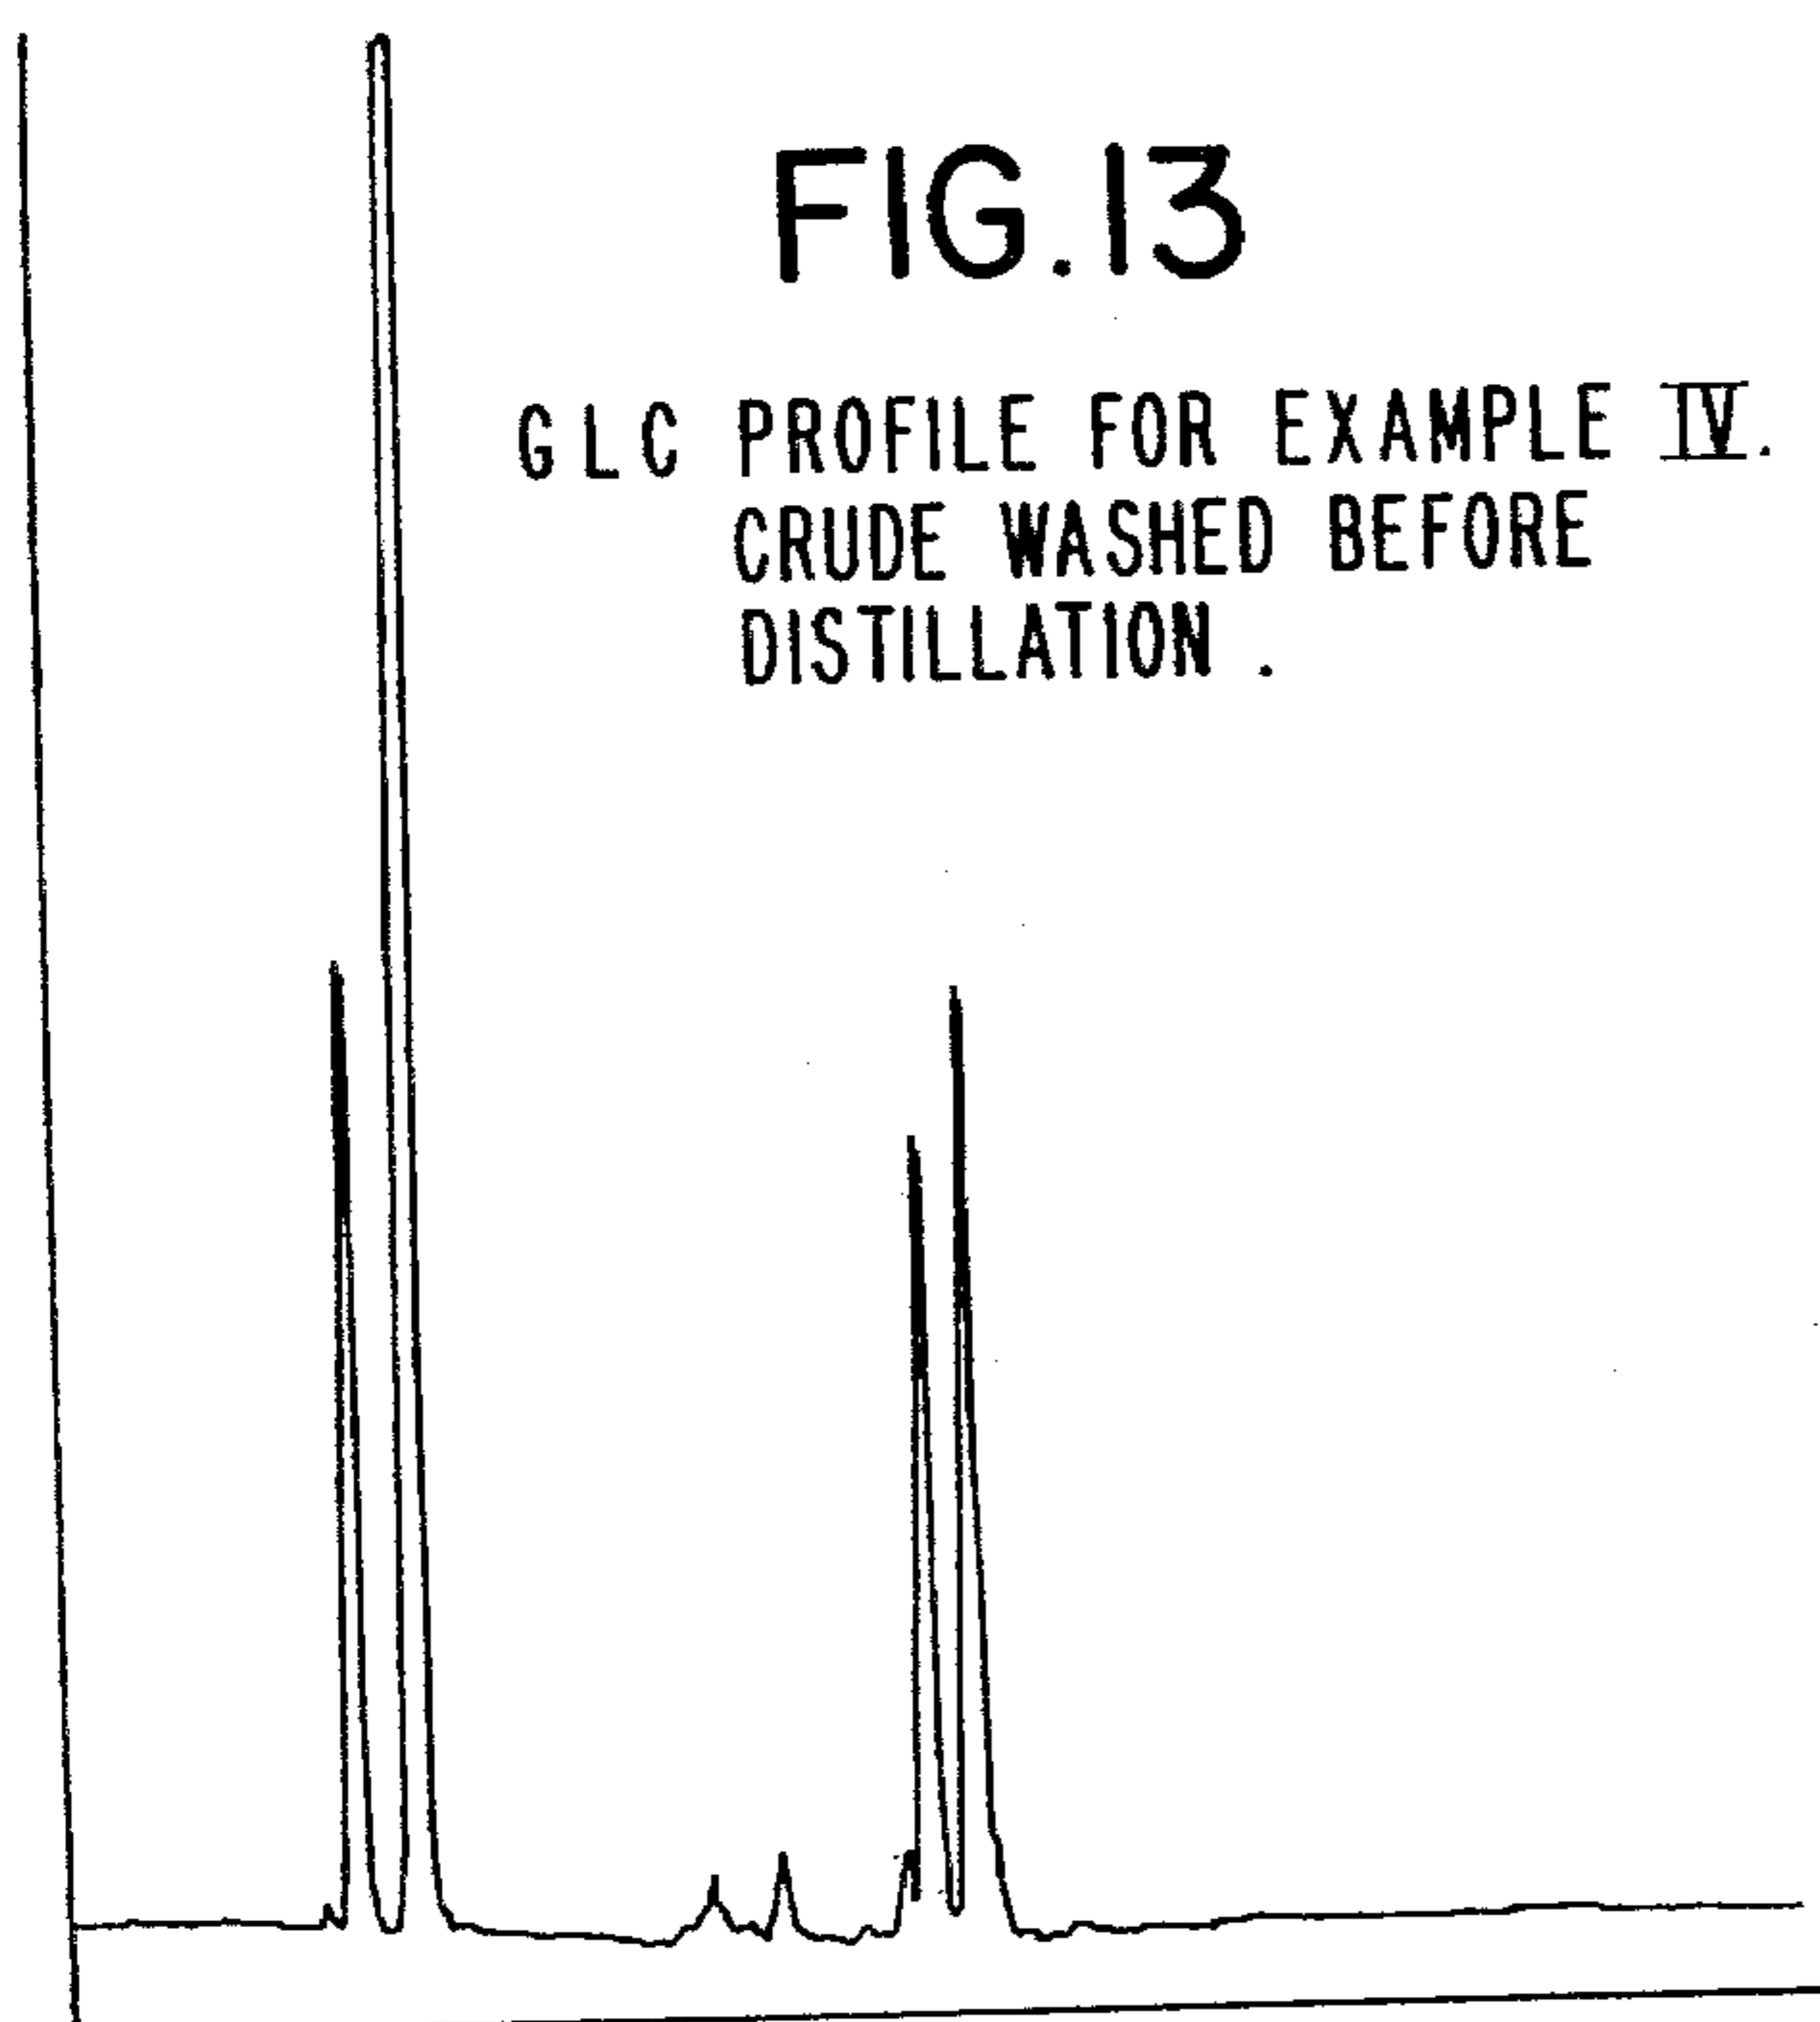 FIG.13
GLC PROFILE FOR EXAMPLE IV.
CRUDE WASHED BEFORE
DISTILLATION .